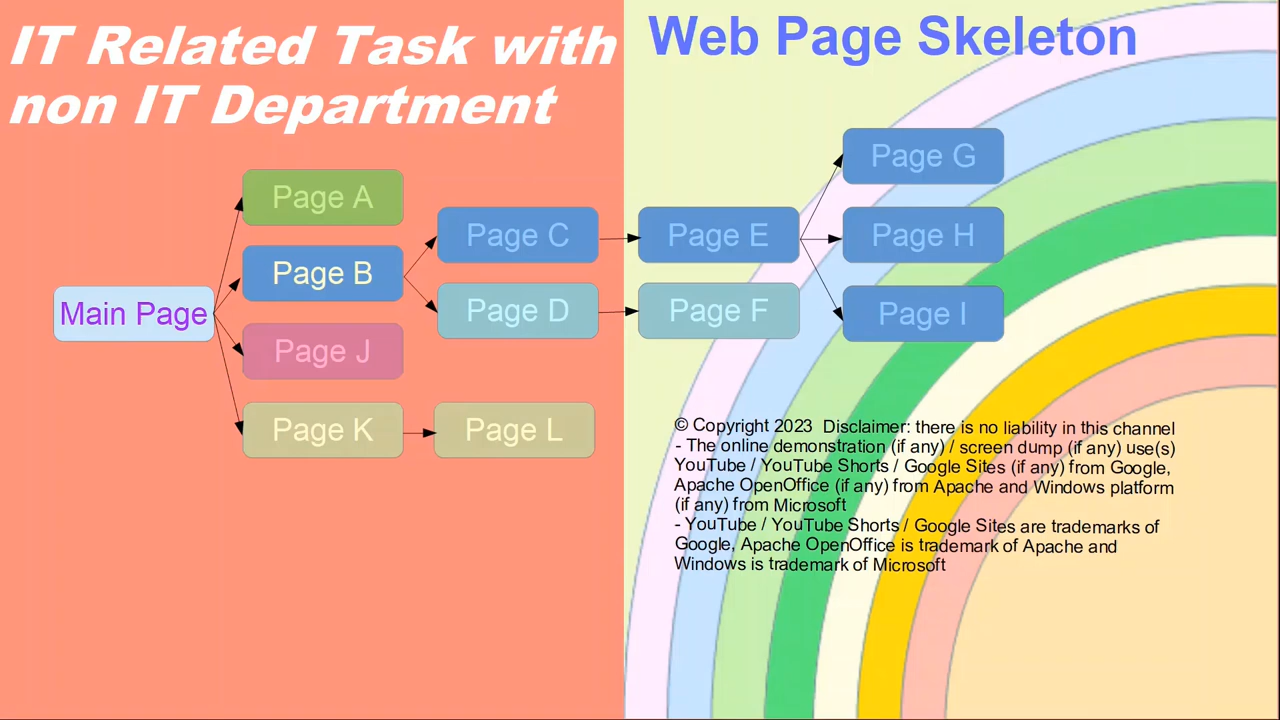 IT Related Task with
non IT Department
Web Page Skeleton
Main Page
Page A
Page B
Page J
Page K
Page C
Page D
Page L
Page E
Page F
Page G
Page H
Page I
© Copyright 2023  Disclaimer: there is no liability in this channel
- The online demonstration (if any) / screen dump (if any) use(s)
YouTube / YouTube Shorts / Google Sites (if any) from Google,
Apache OpenOffice (if any) from Apache and Windows platform
(if any) from Microsoft
- YouTube / YouTube Shorts / Google Sites are trademarks of
Google, Apache OpenOffice is trademark of Apache and
Windows is trademark of Microsoft